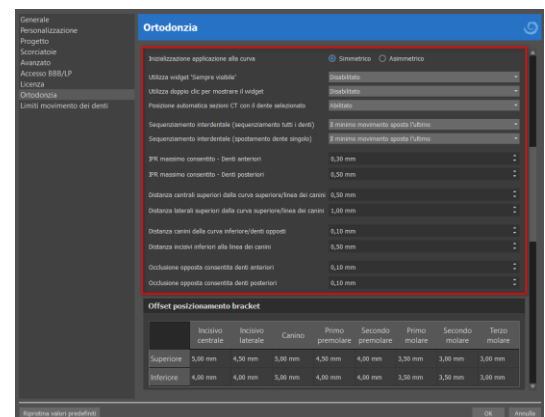 Generale
Personalizzazione
Progetto
Scorciatoie
Avanzato
Accesso BBB/LP
Licenza
Ortodonzia
Limiti movimento dei denti
Ortodonzia
Inizializzazione applicazione alla curva Simmetrico Asimmetrico
Utilizza widget 'Sempre visibile' Disabilitato
Utilizza doppio clic per mostrare il widget Disabilitato
Posizione automatica sezioni CT con il dente selezionato Abilitato
Sequenziamento interdentale (sequenziamento tutti i denti) Il minimo movimento sposta l'ultimo
Sequenziamento interdentale (spostamento dente singolo) Il minimo movimento sposta l'ultimo
IPR massimo consentito - Denti anteriori 0,30 mm
IPR massimo consentito - Denti posteriori 0,50 mm
Distanza centrali superiori dalla curva superiore/linea dei canini 0,50 mm
Distanza laterali superiori dalla curva superiore/linea dei canini 1,00 mm
Distanza canini dalla curva inferiore/denti opposti 0,10 mm
Distanza incisivi inferiori alla linea dei canini 0,50 mm
Occlusione opposta consentita denti anteriori 0,10 mm
Occlusione opposta consentita denti posteriori 0,10 mm
Offset posizionamento bracket
Incisivo centrale Incisivo laterale Canino Primo premolare Secondo premolare Primo molare Secondo molare Terzo molare
Superiore 5,00 mm 4,50 mm 5,00 mm 4,50 mm 4,00 mm 3,50 mm 3,00 mm 3,00 mm
Inferiore 4,00 mm 4,00 mm 5,00 mm 4,00 mm 4,00 mm 3,50 mm 3,50 mm 3,00 mm
Ripristina valori predefiniti OK Annulla